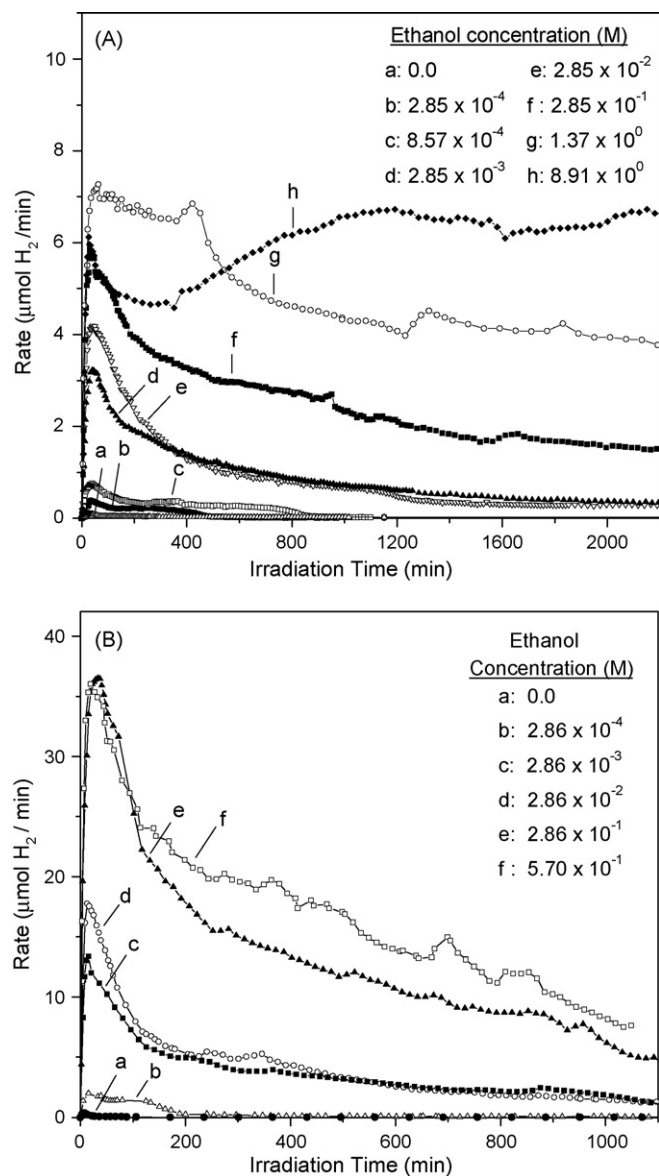 (A)
Ethanol concentration (M)
a: 0.0 e: 2.85 x 10⁻²
b: 2.85 x 10⁻⁴ f : 2.85 x 10⁻¹
c: 8.57 x 10⁻⁴ g: 1.37 x 10⁰
d: 2.85 x 10⁻³ h: 8.91 x 10⁰
10
8
6
4
2
0
Rate (μmol H₂ /min)
h
g
f
d
e
a
b
c
0 400 800 1200 1600 2000
Irradiation Time (min)
(B)
Ethanol
Concentration (M)
a: 0.0
b: 2.86 x 10⁻⁴
c: 2.86 x 10⁻³
d: 2.86 x 10⁻²
e: 2.86 x 10⁻¹
f: 5.70 x 10⁻¹
40
30
20
10
0
Rate (μmol H₂ / min)
e
f
d
c
a
b
0 200 400 600 800 1000
Irradiation Time (min)